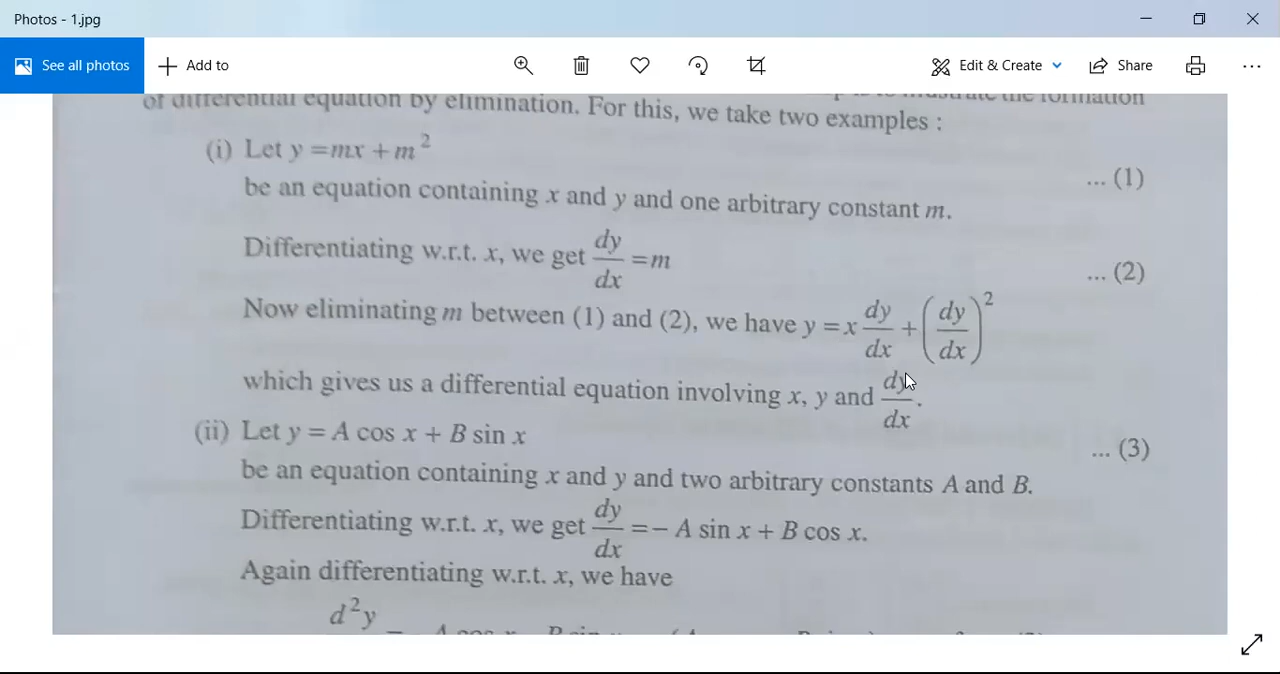 Photos - 1.jpg
See all photos
Add to
Edit & Create
Share
of differential equation by elimination. For this, we take two examples :
the formation
(i) Let y = mx + m²
... (1)
be an equation containing x and y and one arbitrary constant m.
Differentiating w.r.t. x, we get dy/dx = m
... (2)
Now eliminating m between (1) and (2), we have y = x dy/dx + (dy/dx)²
which gives us a differential equation involving x, y and dy/dx.
(ii) Let y = A cos x + B sin x
... (3)
be an equation containing x and y and two arbitrary constants A and B.
Differentiating w.r.t. x, we get dy/dx = − A sin x + B cos x.
Again differentiating w.r.t. x, we have
d²y